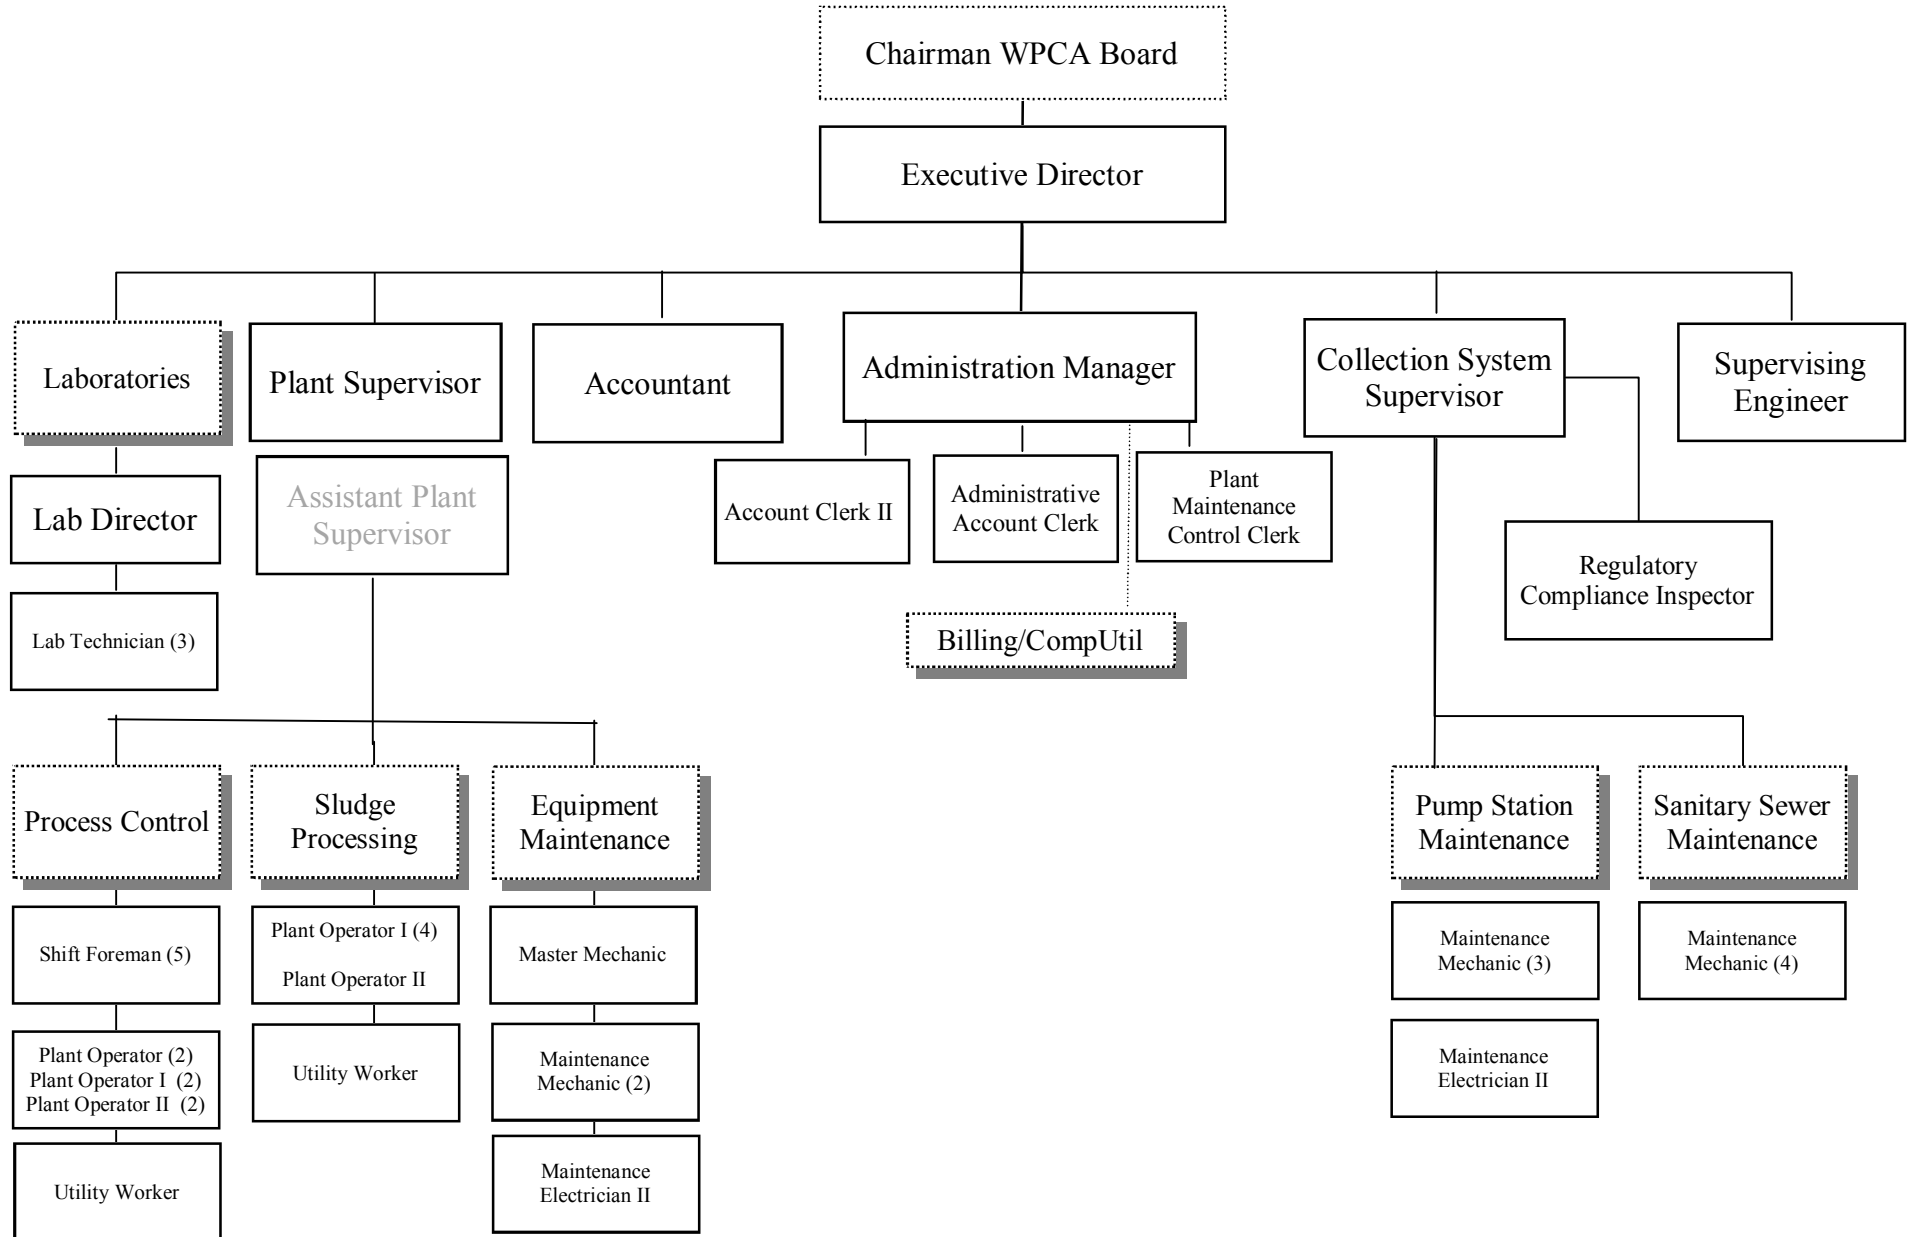 Chairman WPCA Board
Executive Director
Laboratories
Plant Supervisor
Accountant
Administration Manager
Collection System
Supervisor
Supervising
Engineer
Lab Director
Assistant Plant
Supervisor
Account Clerk II
Administrative
Account Clerk
Plant
Maintenance
Control Clerk
Regulatory
Compliance Inspector
Lab Technician (3)
Billing/CompUtil
Process Control
Sludge
Processing
Equipment
Maintenance
Pump Station
Maintenance
Sanitary Sewer
Maintenance
Shift Foreman (5)
Plant Operator I (4)
Plant Operator II
Master Mechanic
Maintenance
Mechanic (3)
Maintenance
Mechanic (4)
Plant Operator (2)
Plant Operator I  (2)
Plant Operator II  (2)
Utility Worker
Maintenance
Mechanic (2)
Maintenance
Electrician II
Utility Worker
Maintenance
Electrician II